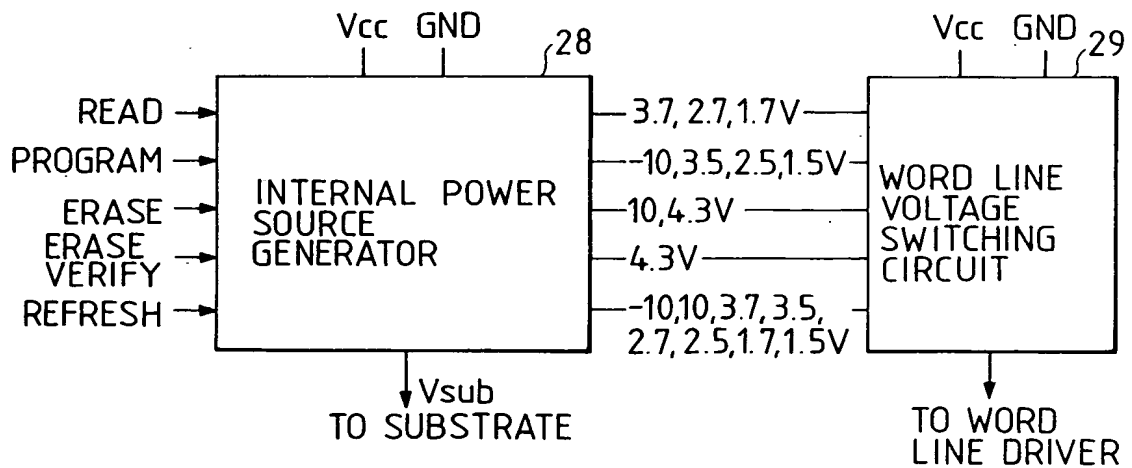 Vcc GND 28
READ
PROGRAM
ERASE
ERASE
VERIFY
REFRESH
INTERNAL POWER
SOURCE
GENERATOR
3.7, 2.7, 1.7V
-10, 3.5, 2.5, 1.5V
10, 4.3V
4.3V
-10, 10, 3.7, 3.5,
2.7, 2.5, 1.7, 1.5V
Vcc GND 29
WORD LINE
VOLTAGE
SWITCHING
CIRCUIT
Vsub
TO SUBSTRATE
TO WORD
LINE DRIVER